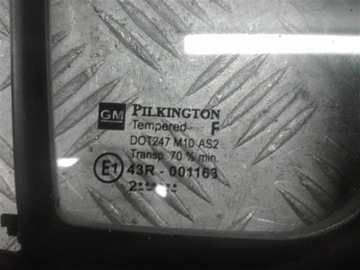 GM PILKINGTON
Tempered F
DOT247 M10 AS2
Transp. 70 % min.
E1 43R - 001163